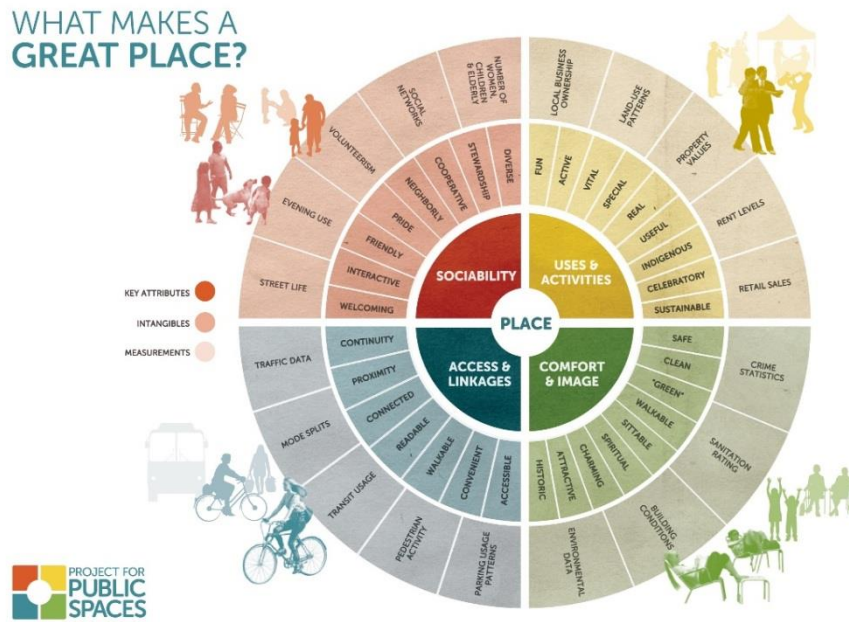 WHAT MAKES A
GREAT PLACE?
KEY ATTRIBUTES
INTANGIBLES
MEASUREMENTS
PLACE
SOCIABILITY
WELCOMING
INTERACTIVE
FRIENDLY
PRIDE
NEIGHBORLY
COOPERATIVE
STEWARDSHIP
DIVERSE
STREET LIFE
EVENING USE
VOLUNTEERISM
SOCIAL
NETWORKS
NUMBER OF
WOMEN,
CHILDREN
& ELDERLY
USES &
ACTIVITIES
FUN
ACTIVE
VITAL
SPECIAL
REAL
USEFUL
INDIGENOUS
CELEBRATORY
SUSTAINABLE
LOCAL BUSINESS
OWNERSHIP
LAND-USE
PATTERNS
PROPERTY
VALUES
RENT LEVELS
RETAIL SALES
COMFORT
& IMAGE
SAFE
CLEAN
"GREEN"
WALKABLE
SITTABLE
SPIRITUAL
CHARMING
ATTRACTIVE
HISTORIC
CRIME
STATISTICS
SANITATION
RATING
BUILDING
CONDITIONS
ENVIRONMENTAL
DATA
ACCESS &
LINKAGES
CONTINUITY
PROXIMITY
CONNECTED
READABLE
WALKABLE
CONVENIENT
ACCESSIBLE
TRAFFIC DATA
MODE SPLITS
TRANSIT USAGE
PEDESTRIAN
ACTIVITY
PARKING USAGE
PATTERNS
PROJECT FOR
PUBLIC
SPACES